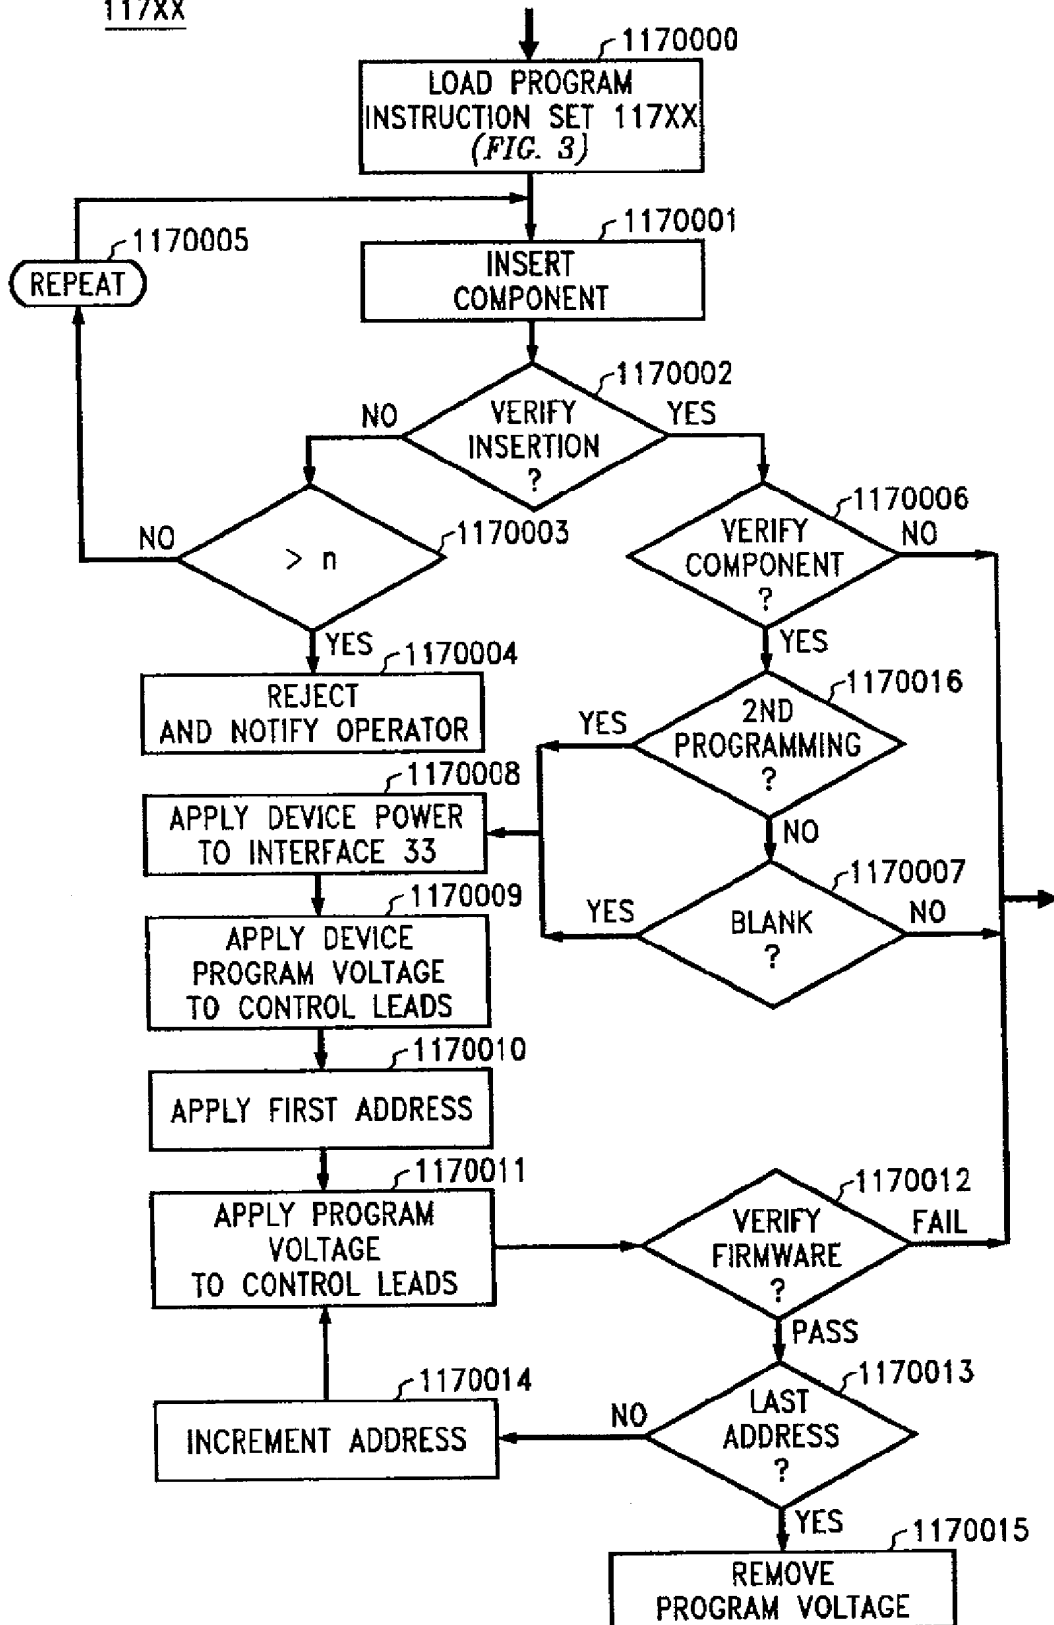 117XX
1170000
LOAD PROGRAM
INSTRUCTION SET 117XX
(FIG. 3)
1170001
INSERT
COMPONENT
1170005
REPEAT
1170002
VERIFY
INSERTION
?
NO
YES
1170003
> n
NO
YES
1170006
VERIFY
COMPONENT
?
NO
YES
1170004
REJECT
AND NOTIFY OPERATOR
1170016
2ND
PROGRAMMING
?
YES
NO
1170008
APPLY DEVICE POWER
TO INTERFACE 33
1170007
BLANK
?
YES
NO
1170009
APPLY DEVICE
PROGRAM VOLTAGE
TO CONTROL LEADS
1170010
APPLY FIRST ADDRESS
1170011
APPLY PROGRAM
VOLTAGE
TO CONTROL LEADS
1170012
VERIFY
FIRMWARE
?
FAIL
PASS
1170013
LAST
ADDRESS
?
NO
YES
1170014
INCREMENT ADDRESS
1170015
REMOVE
PROGRAM VOLTAGE